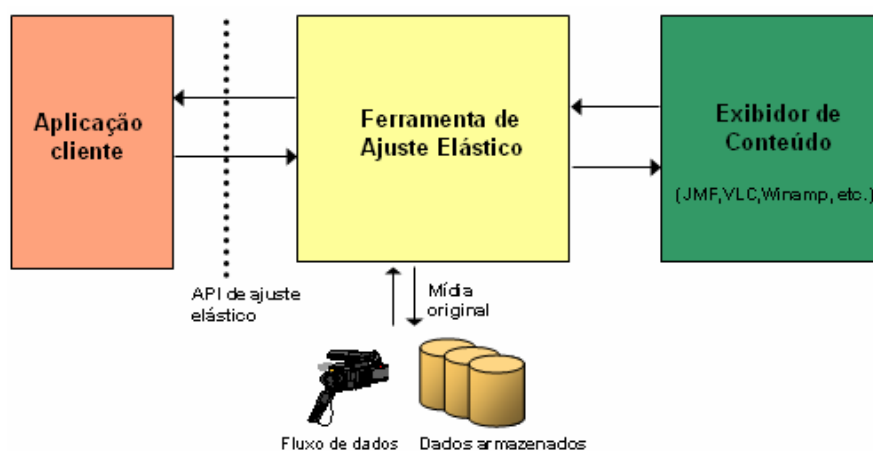 Aplicação
cliente
Ferramenta de
Ajuste Elástico
Exibidor de
Conteúdo
(JMF,VLC,Winamp, etc.)
API de ajuste
elástico
Mídia
original
Fluxo de dados
Dados armazenados